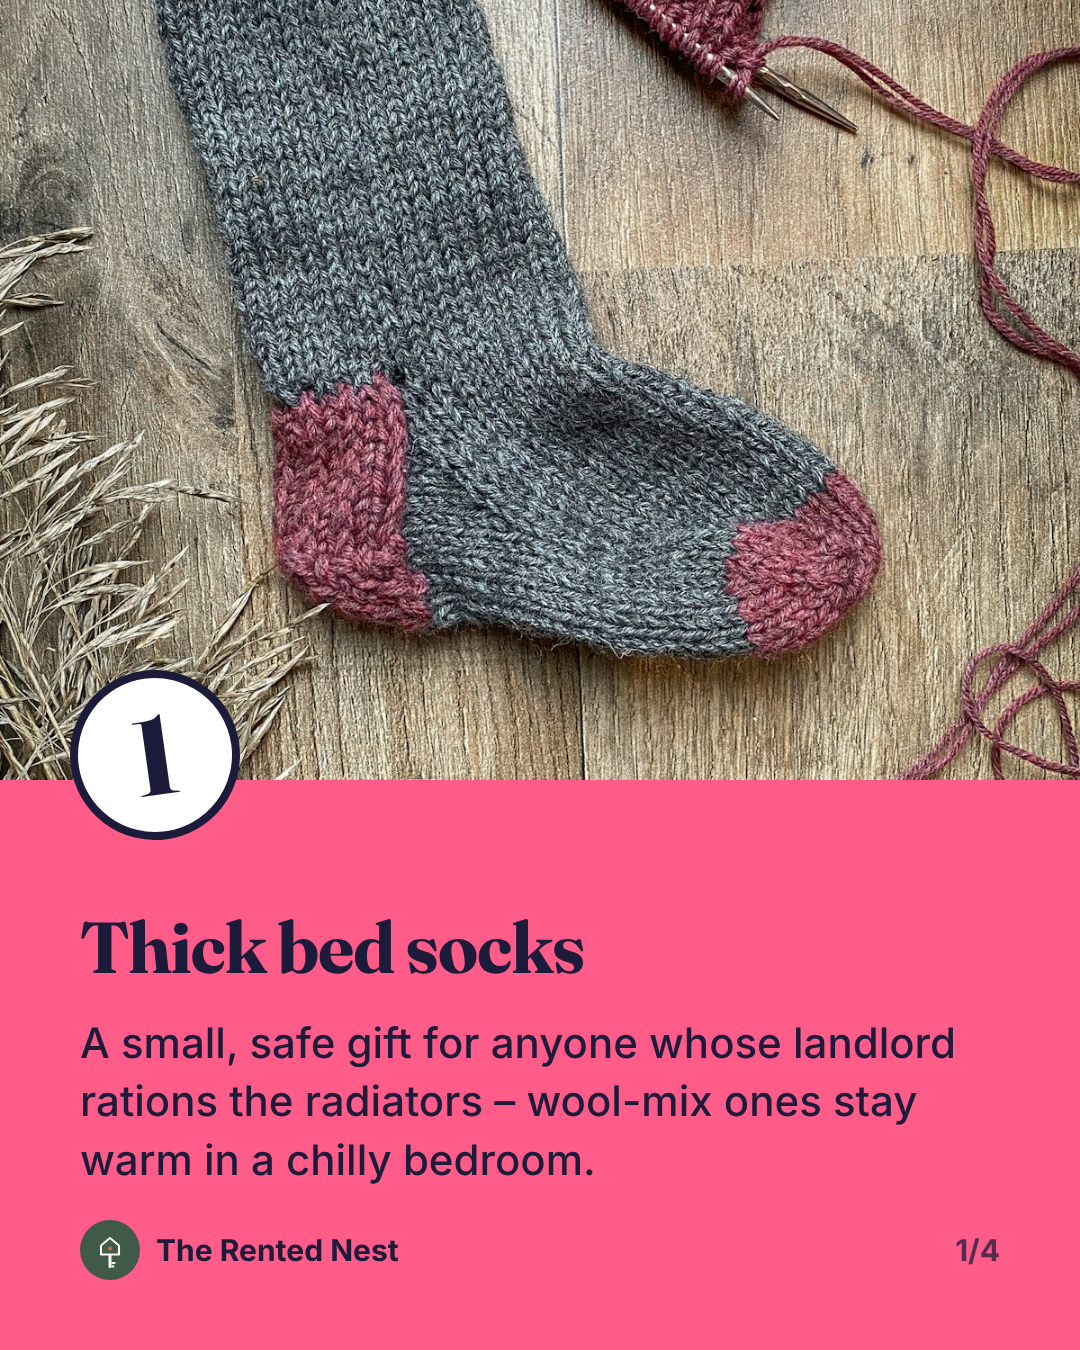 1
Thick bed socks
A small, safe gift for anyone whose landlord
rations the radiators – wool-mix ones stay
warm in a chilly bedroom.
The Rented Nest
1/4